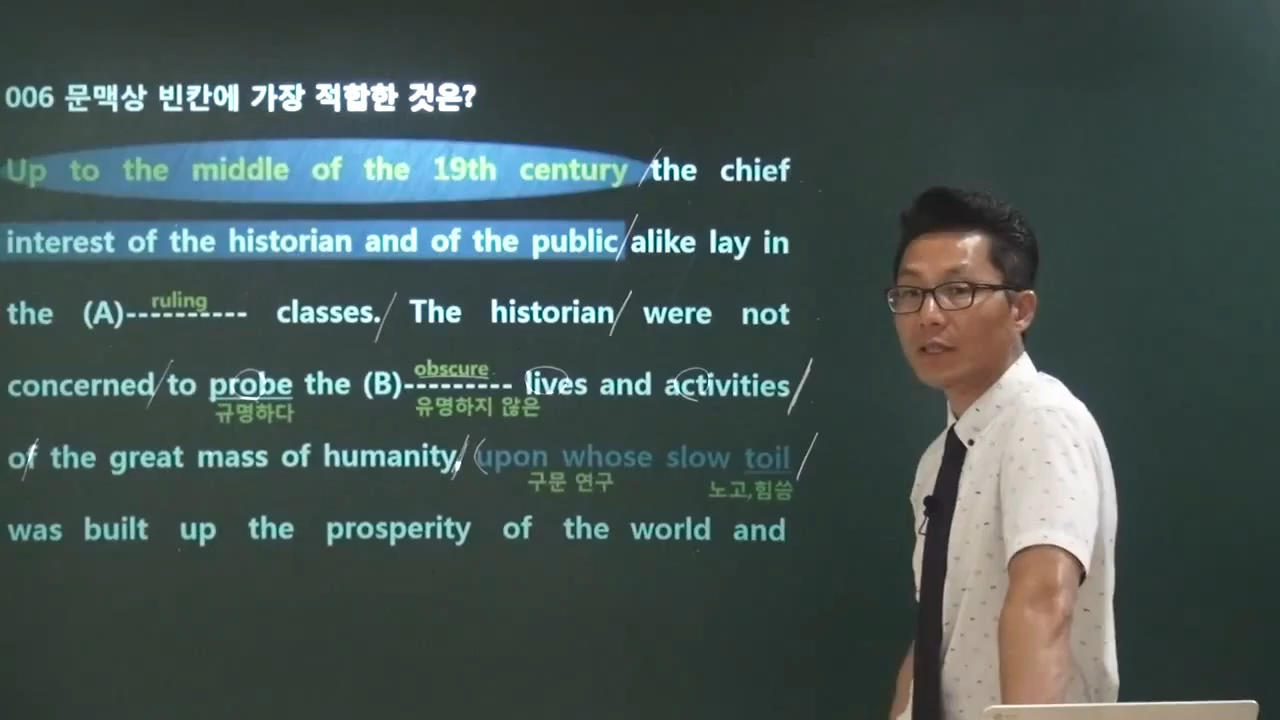 006 문맥상 빈칸에 가장 적합한 것은?
Up to the middle of the 19th century the chief
interest of the historian and of the public alike lay in
ruling
the (A)---------- classes. The historian were not
obscure
concerned to probe the (B)--------- lives and activities
규명하다 유명하지 않은
of the great mass of humanity, upon whose slow toil
구문 연구 노고,힘씀
was built up the prosperity of the world and